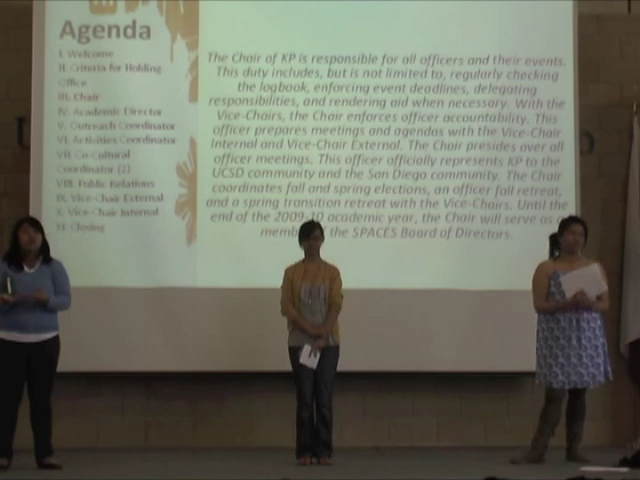 Agenda
I. Welcome
II. Criteria for Holding
Office
III. Chair
IV. Academic Director
V. Outreach Coordinator
VI. Activities Coordinator
VII. Co-Cultural
Coordinator (2)
VIII. Public Relations
IX. Vice-Chair External
X. Vice-Chair Internal
XI. Closing
The Chair of KP is responsible for all officers and their events.
This duty includes, but is not limited to, regularly checking
the logbook, enforcing event deadlines, delegating
responsibilities, and rendering aid when necessary. With the
Vice-Chairs, the Chair enforces officer accountability. This
officer prepares meetings and agendas with the Vice-Chair
Internal and Vice-Chair External. The Chair presides over all
officer meetings. This officer officially represents KP to the
UCSD community and the San Diego community. The Chair
coordinates fall and spring elections, an officer fall retreat,
and a spring transition retreat with the Vice-Chairs. Until the
end of the 2009-10 academic year, the Chair will serve as
the SPACES Board of Directors.